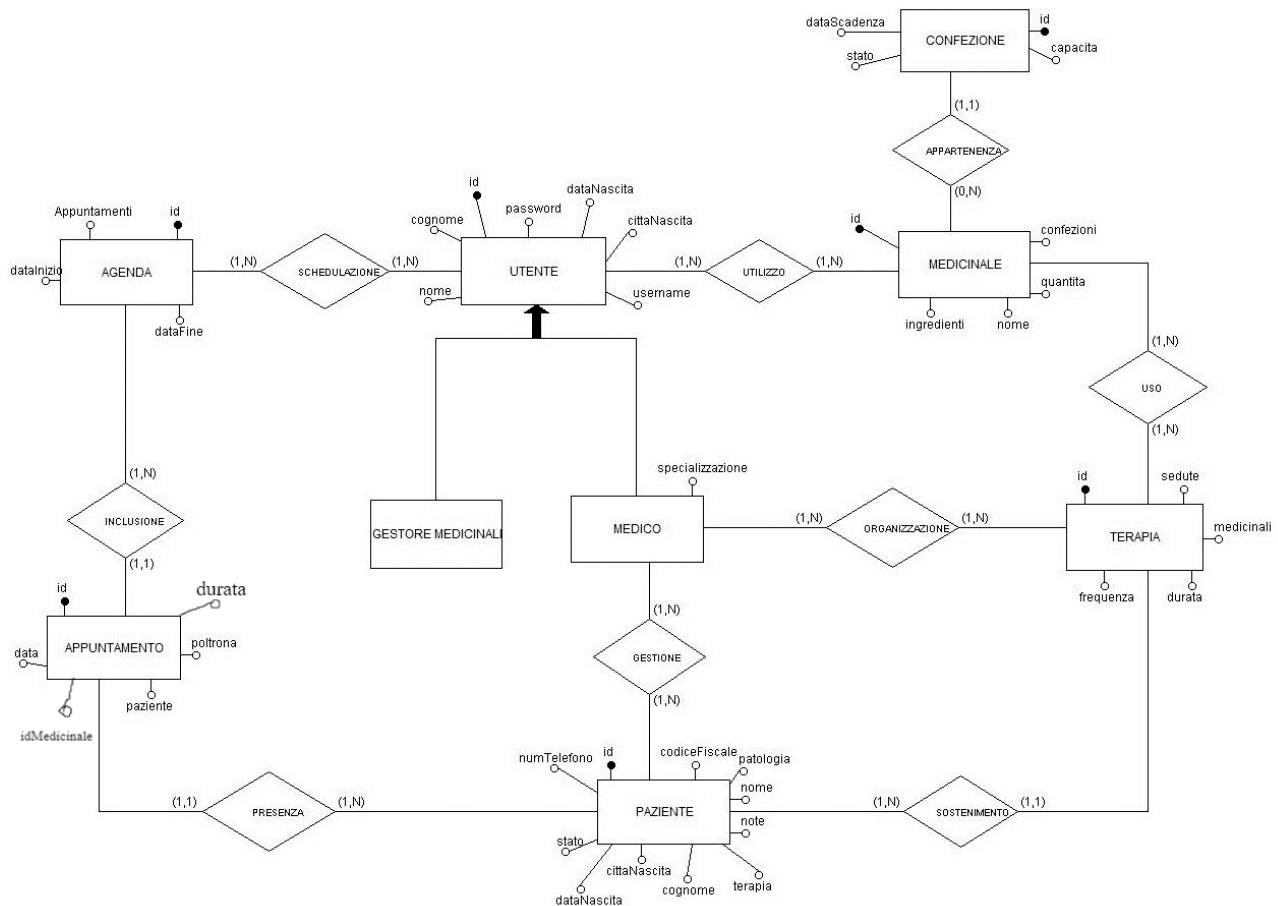 dataScadenza
id
CONFEZIONE
stato
capacita
(1,1)
APPARTENENZA
(0,N)
Appuntamenti
id
AGENDA
dataInizio
dataFine
(1,N)
SCHEDULAZIONE
(1,N)
id
dataNascita
password
cognome
cittaNascita
UTENTE
nome
username
(1,N)
UTILIZZO
(1,N)
id
confezioni
MEDICINALE
quantita
ingredienti
nome
(1,N)
USO
(1,N)
(1,N)
INCLUSIONE
(1,1)
GESTORE MEDICINALI
specializzazione
MEDICO
(1,N)
ORGANIZZAZIONE
(1,N)
id
sedute
medicinali
TERAPIA
frequenza
durata
id
durata
APPUNTAMENTO
poltrona
data
paziente
idMedicinale
(1,N)
GESTIONE
(1,N)
(1,1)
PRESENZA
(1,N)
numTelefono
id
codiceFiscale
patologia
nome
PAZIENTE
note
stato
cittaNascita
dataNascita
cognome
terapia
(1,N)
SOSTENIMENTO
(1,1)